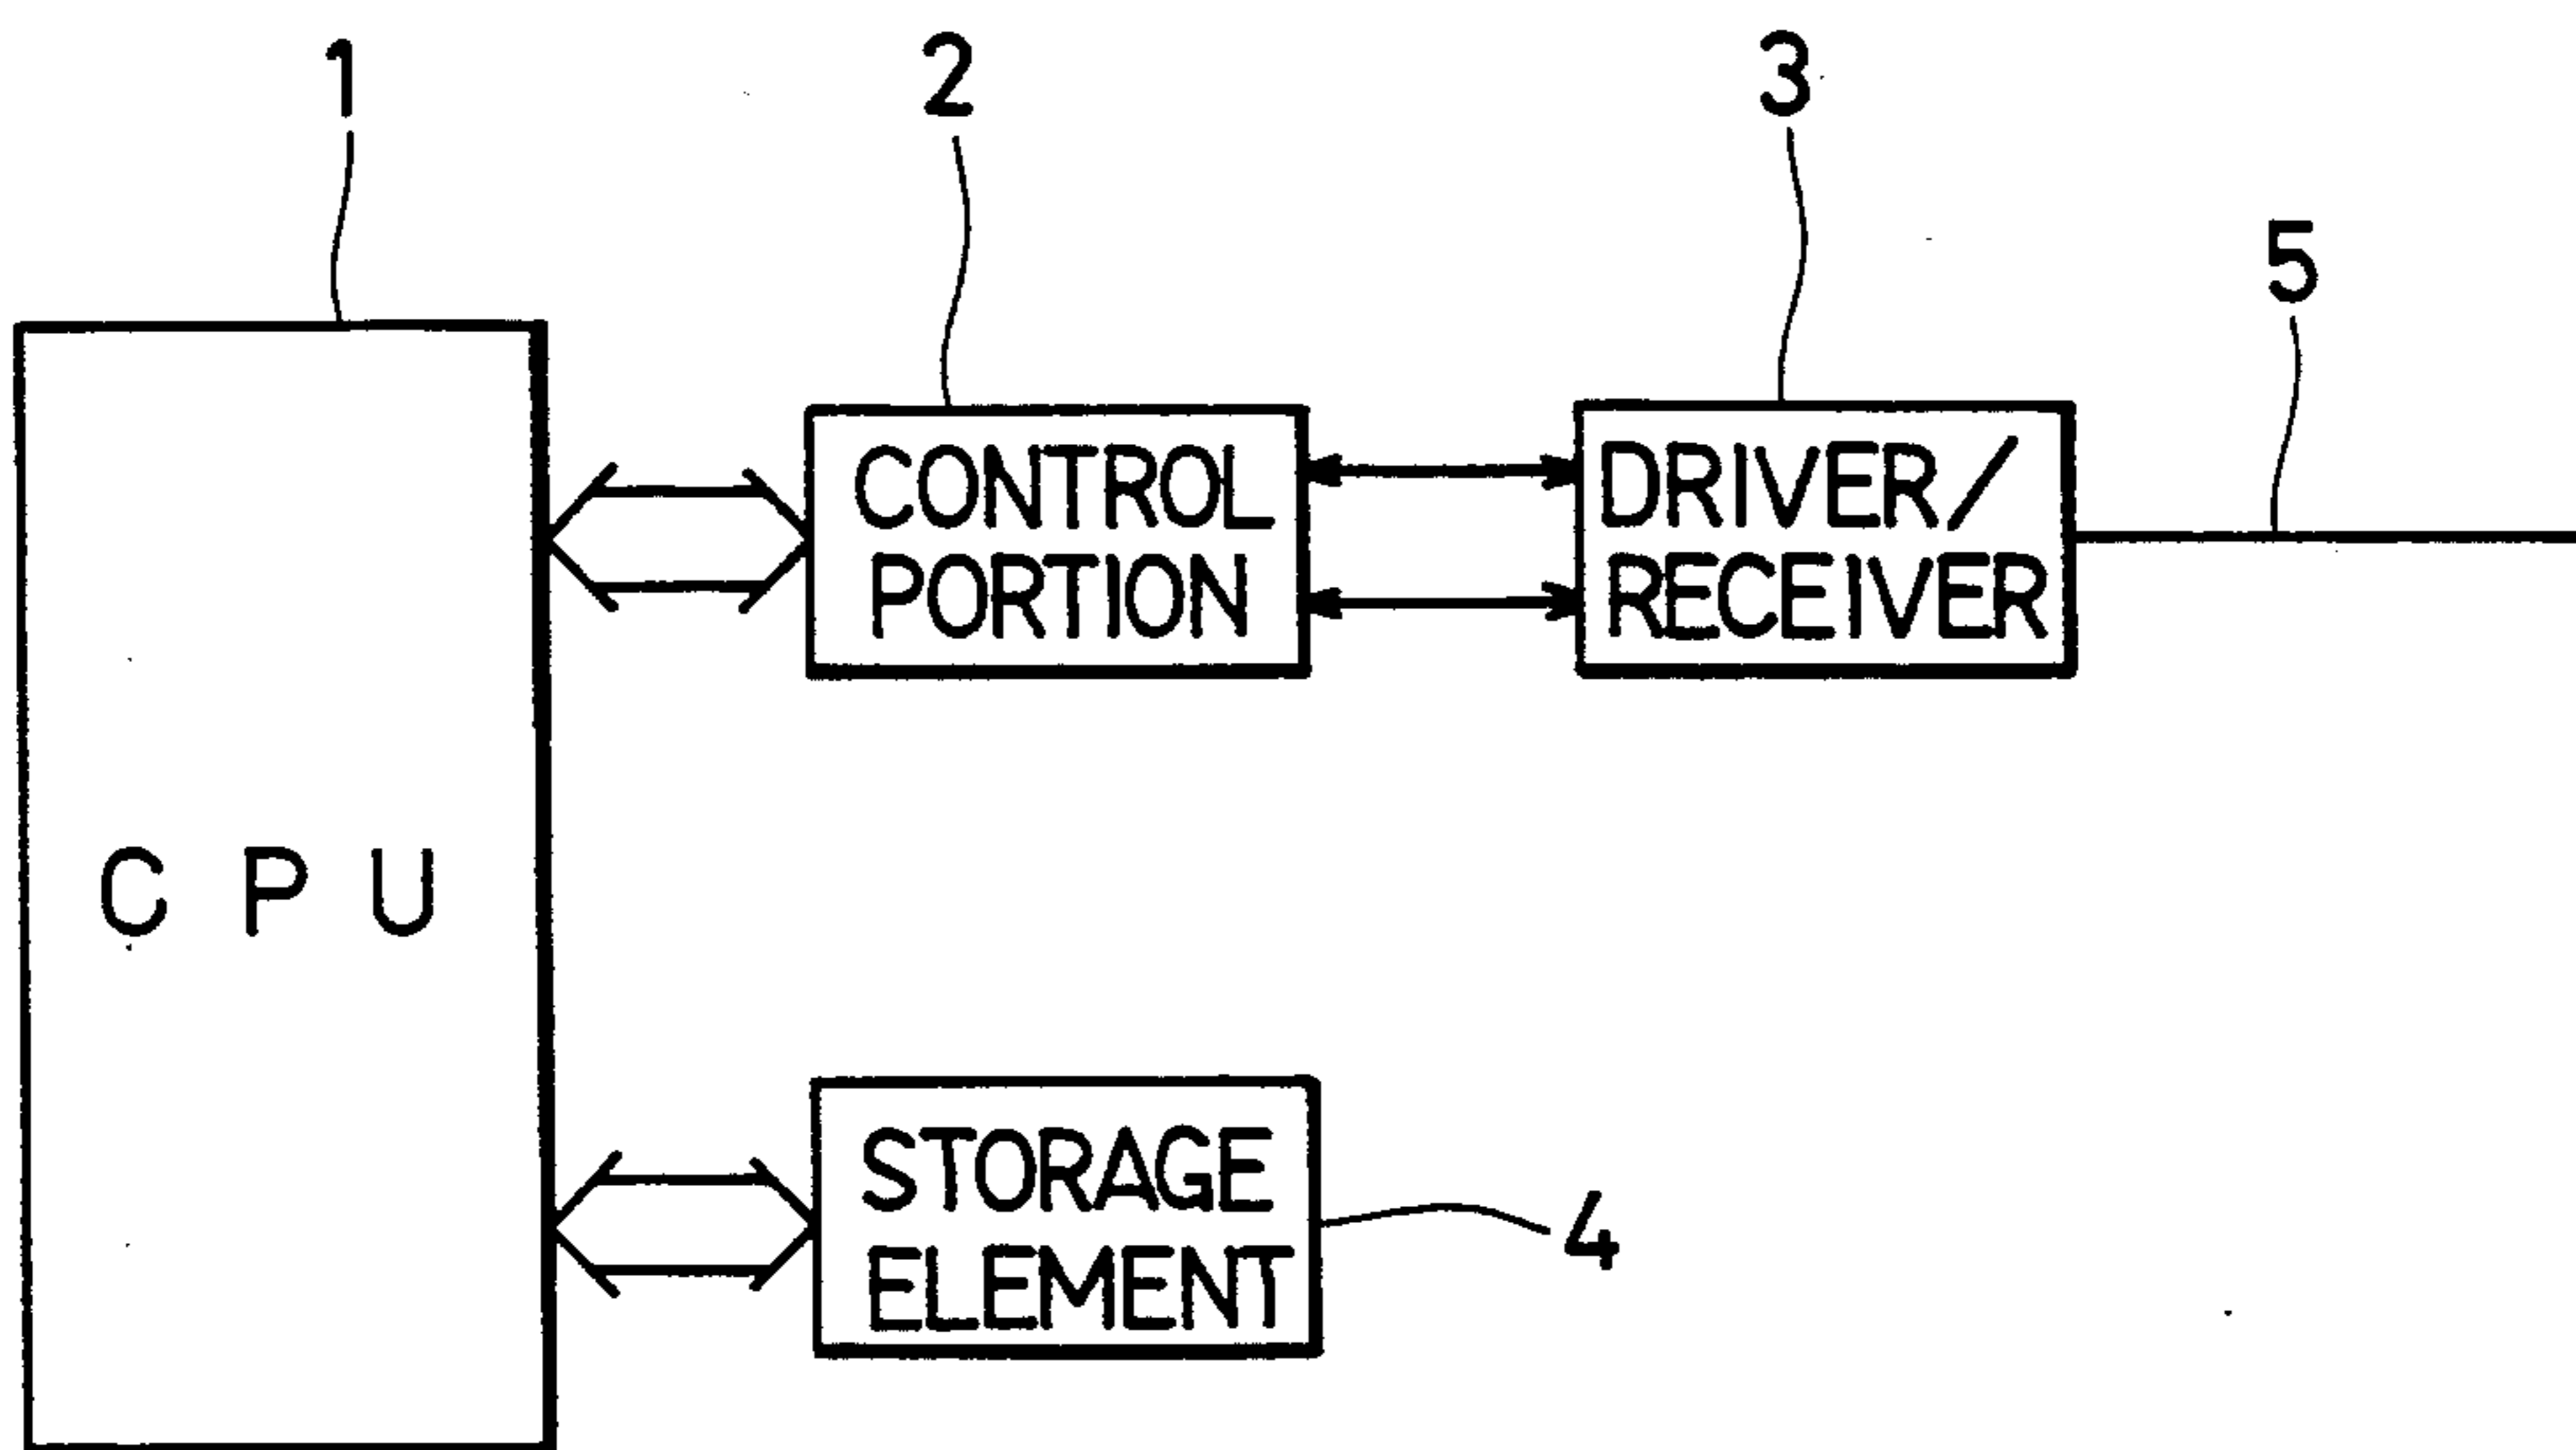 1
2
3
5
CONTROL
PORTION
DRIVER/
RECEIVER
C P U
STORAGE
ELEMENT
4